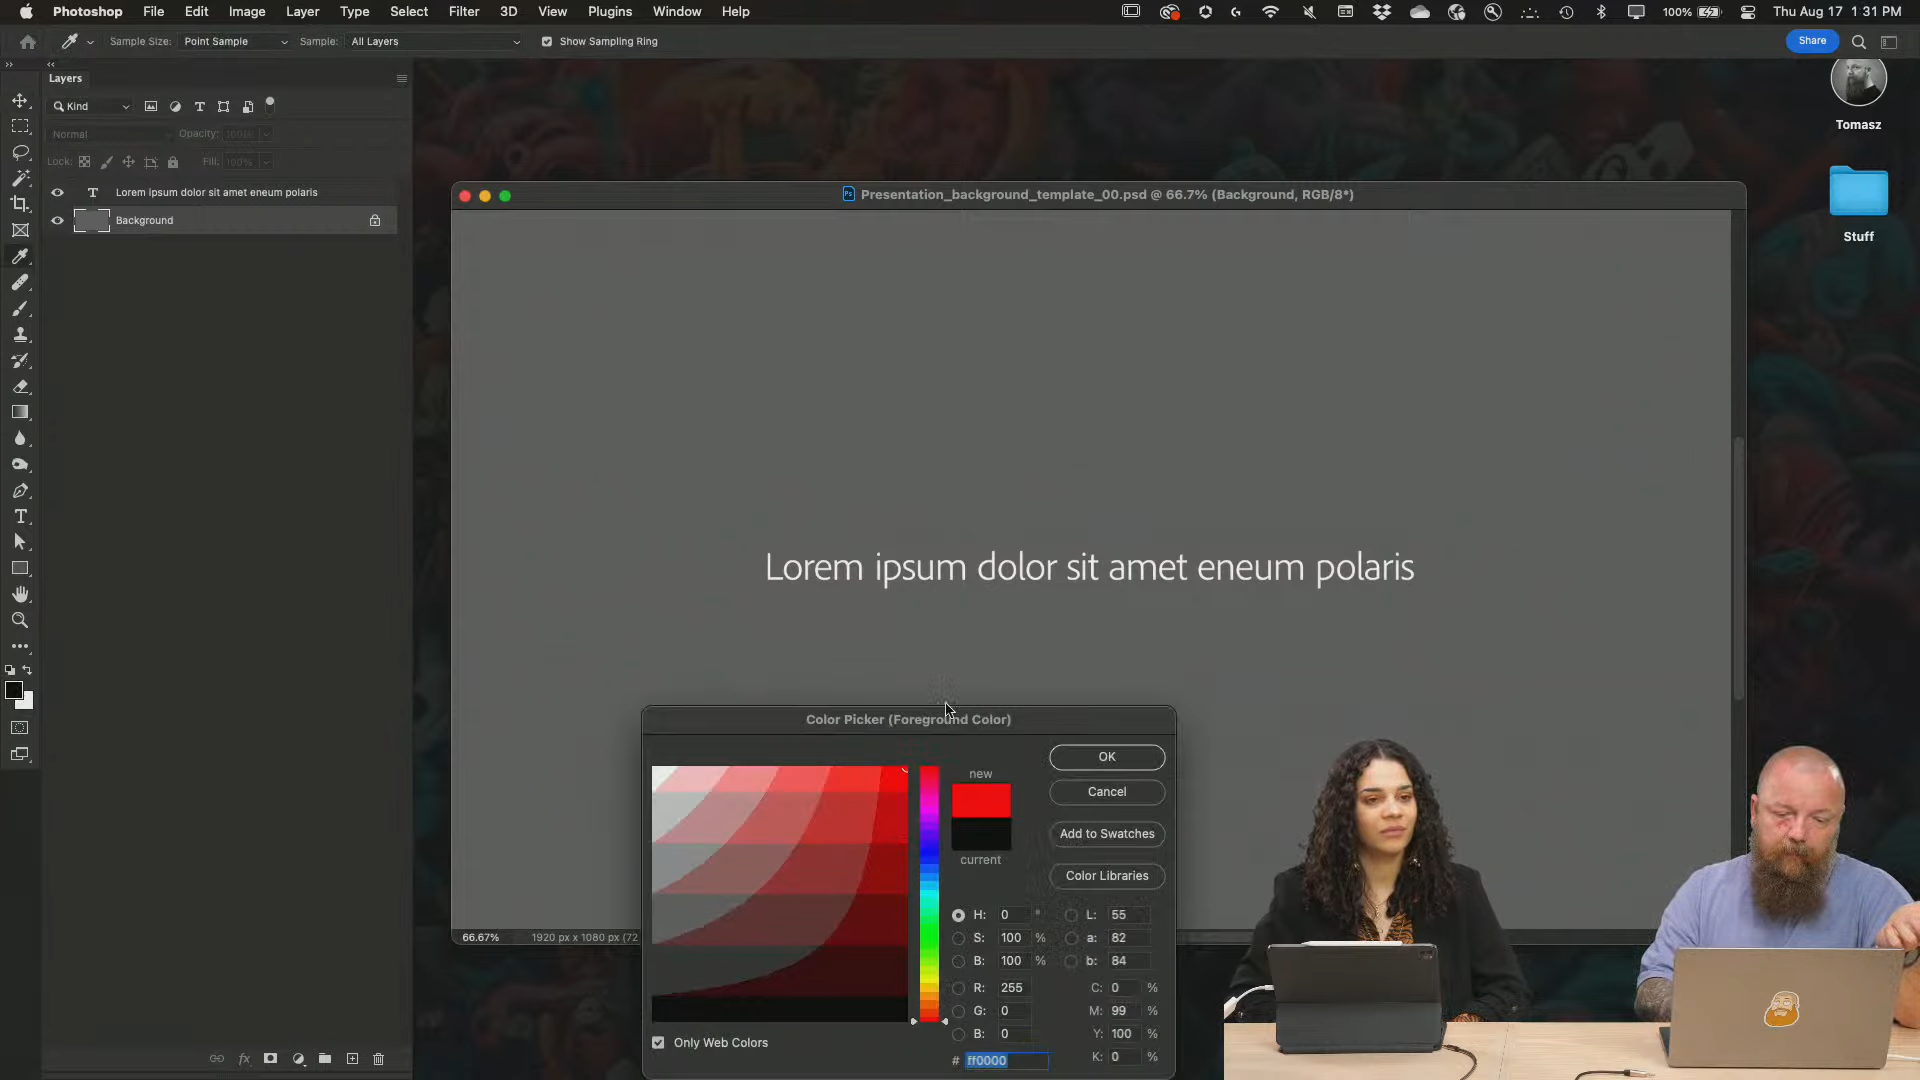 Photoshop File Edit Image Layer Type Select Filter 3D View Plugins Window Help 100% Thu Aug 17 1:31 PM
Sample Size: Point Sample Sample: All Layers Show Sampling Ring Share
Layers
Kind
Tomasz
Normal Opacity: 100%
Lock: Fill: 100%
Lorem ipsum dolor sit amet eneum polaris
Presentation_background_template_00.psd @ 66.7% (Background, RGB/8*)
Background
Stuff
Lorem ipsum dolor sit amet eneum polaris
Color Picker (Foreground Color)
OK
new
Cancel
Add to Swatches
current
Color Libraries
H: 0 ° L: 55
66.67% 1920 px x 1080 px (72
S: 100 % a: 82
B: 100 % b: 84
R: 255 C: 0 %
G: 0 M: 99 %
B: 0 Y: 100 %
Only Web Colors
# ff0000 K: 0 %